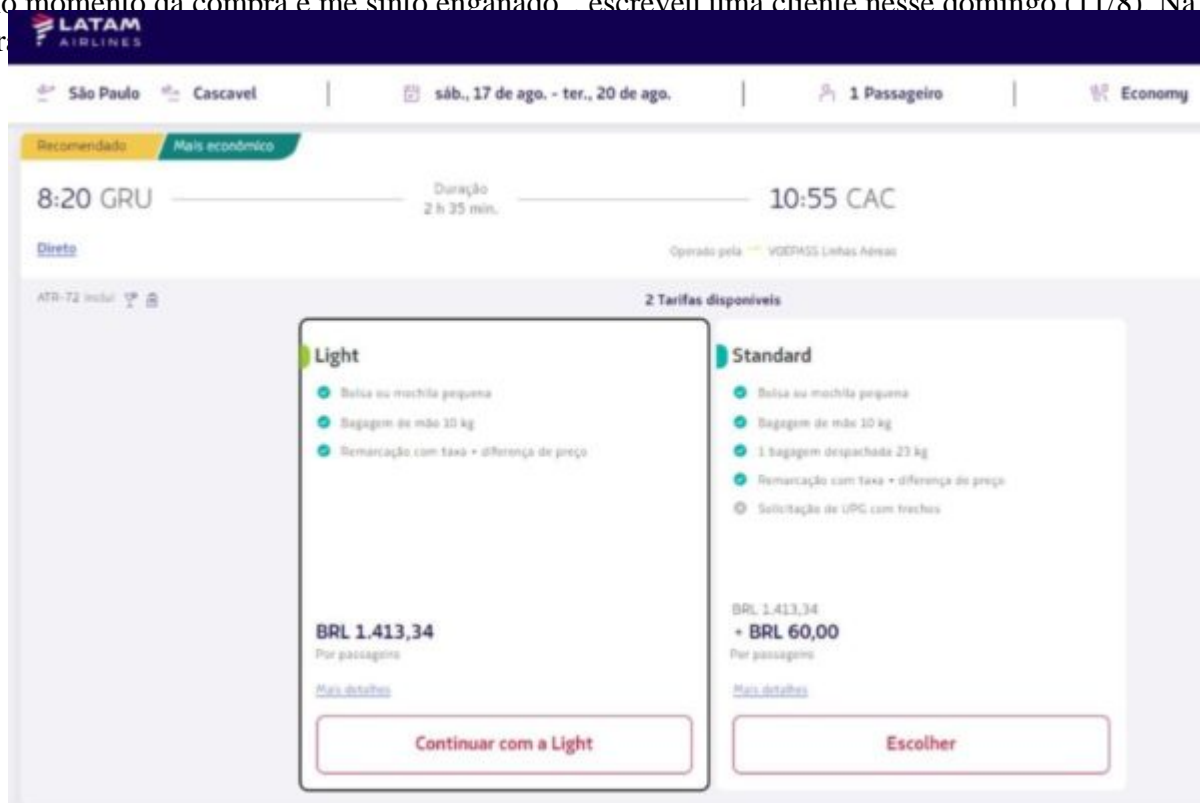 momento da compra e me sinto enganado escreveu uma cliente nesse domingo (11/8). Na
LATAM
AIRLINES
São Paulo Cascavel sáb., 17 de ago. - ter., 20 de ago. 1 Passageiro Economy
Recomendado Mais econômico
8:20 GRU Duração 2 h 35 min. 10:55 CAC
Direto Operado pela VOEPASS Linhas Aéreas
ATR-72 inclui 2 Tarifas disponíveis
Light
Bolsa ou mochila pequena
Bagagem de mão 10 kg
Remarcação com taxa + diferença de preço
BRL 1.413,34
Por passageiro
Mais detalhes
Continuar com a Light
Standard
Bolsa ou mochila pequena
Bagagem de mão 10 kg
1 bagagem despachada 23 kg
Remarcação com taxa + diferença de preço
Solicitação de UPG com trechos
BRL 1.413,34
+ BRL 60,00
Por passageiro
Mais detalhes
Escolher